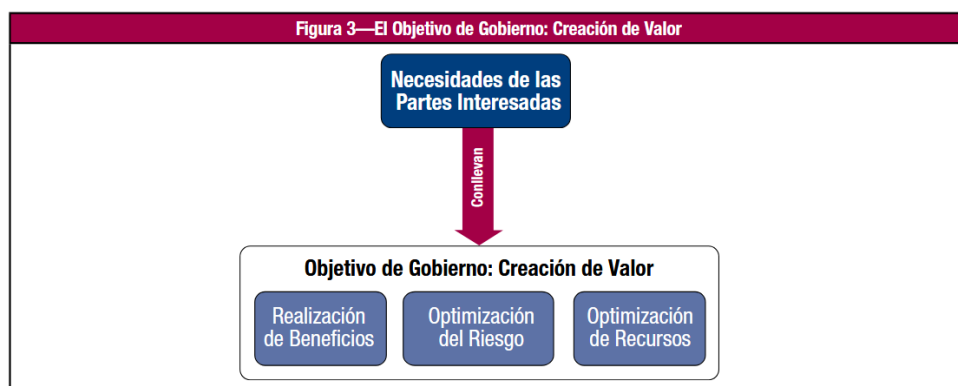 Figura 3—El Objetivo de Gobierno: Creación de Valor
Necesidades de las
Partes Interesadas
Conllevan
Objetivo de Gobierno: Creación de Valor
Realización
de Beneficios
Optimización
del Riesgo
Optimización
de Recursos